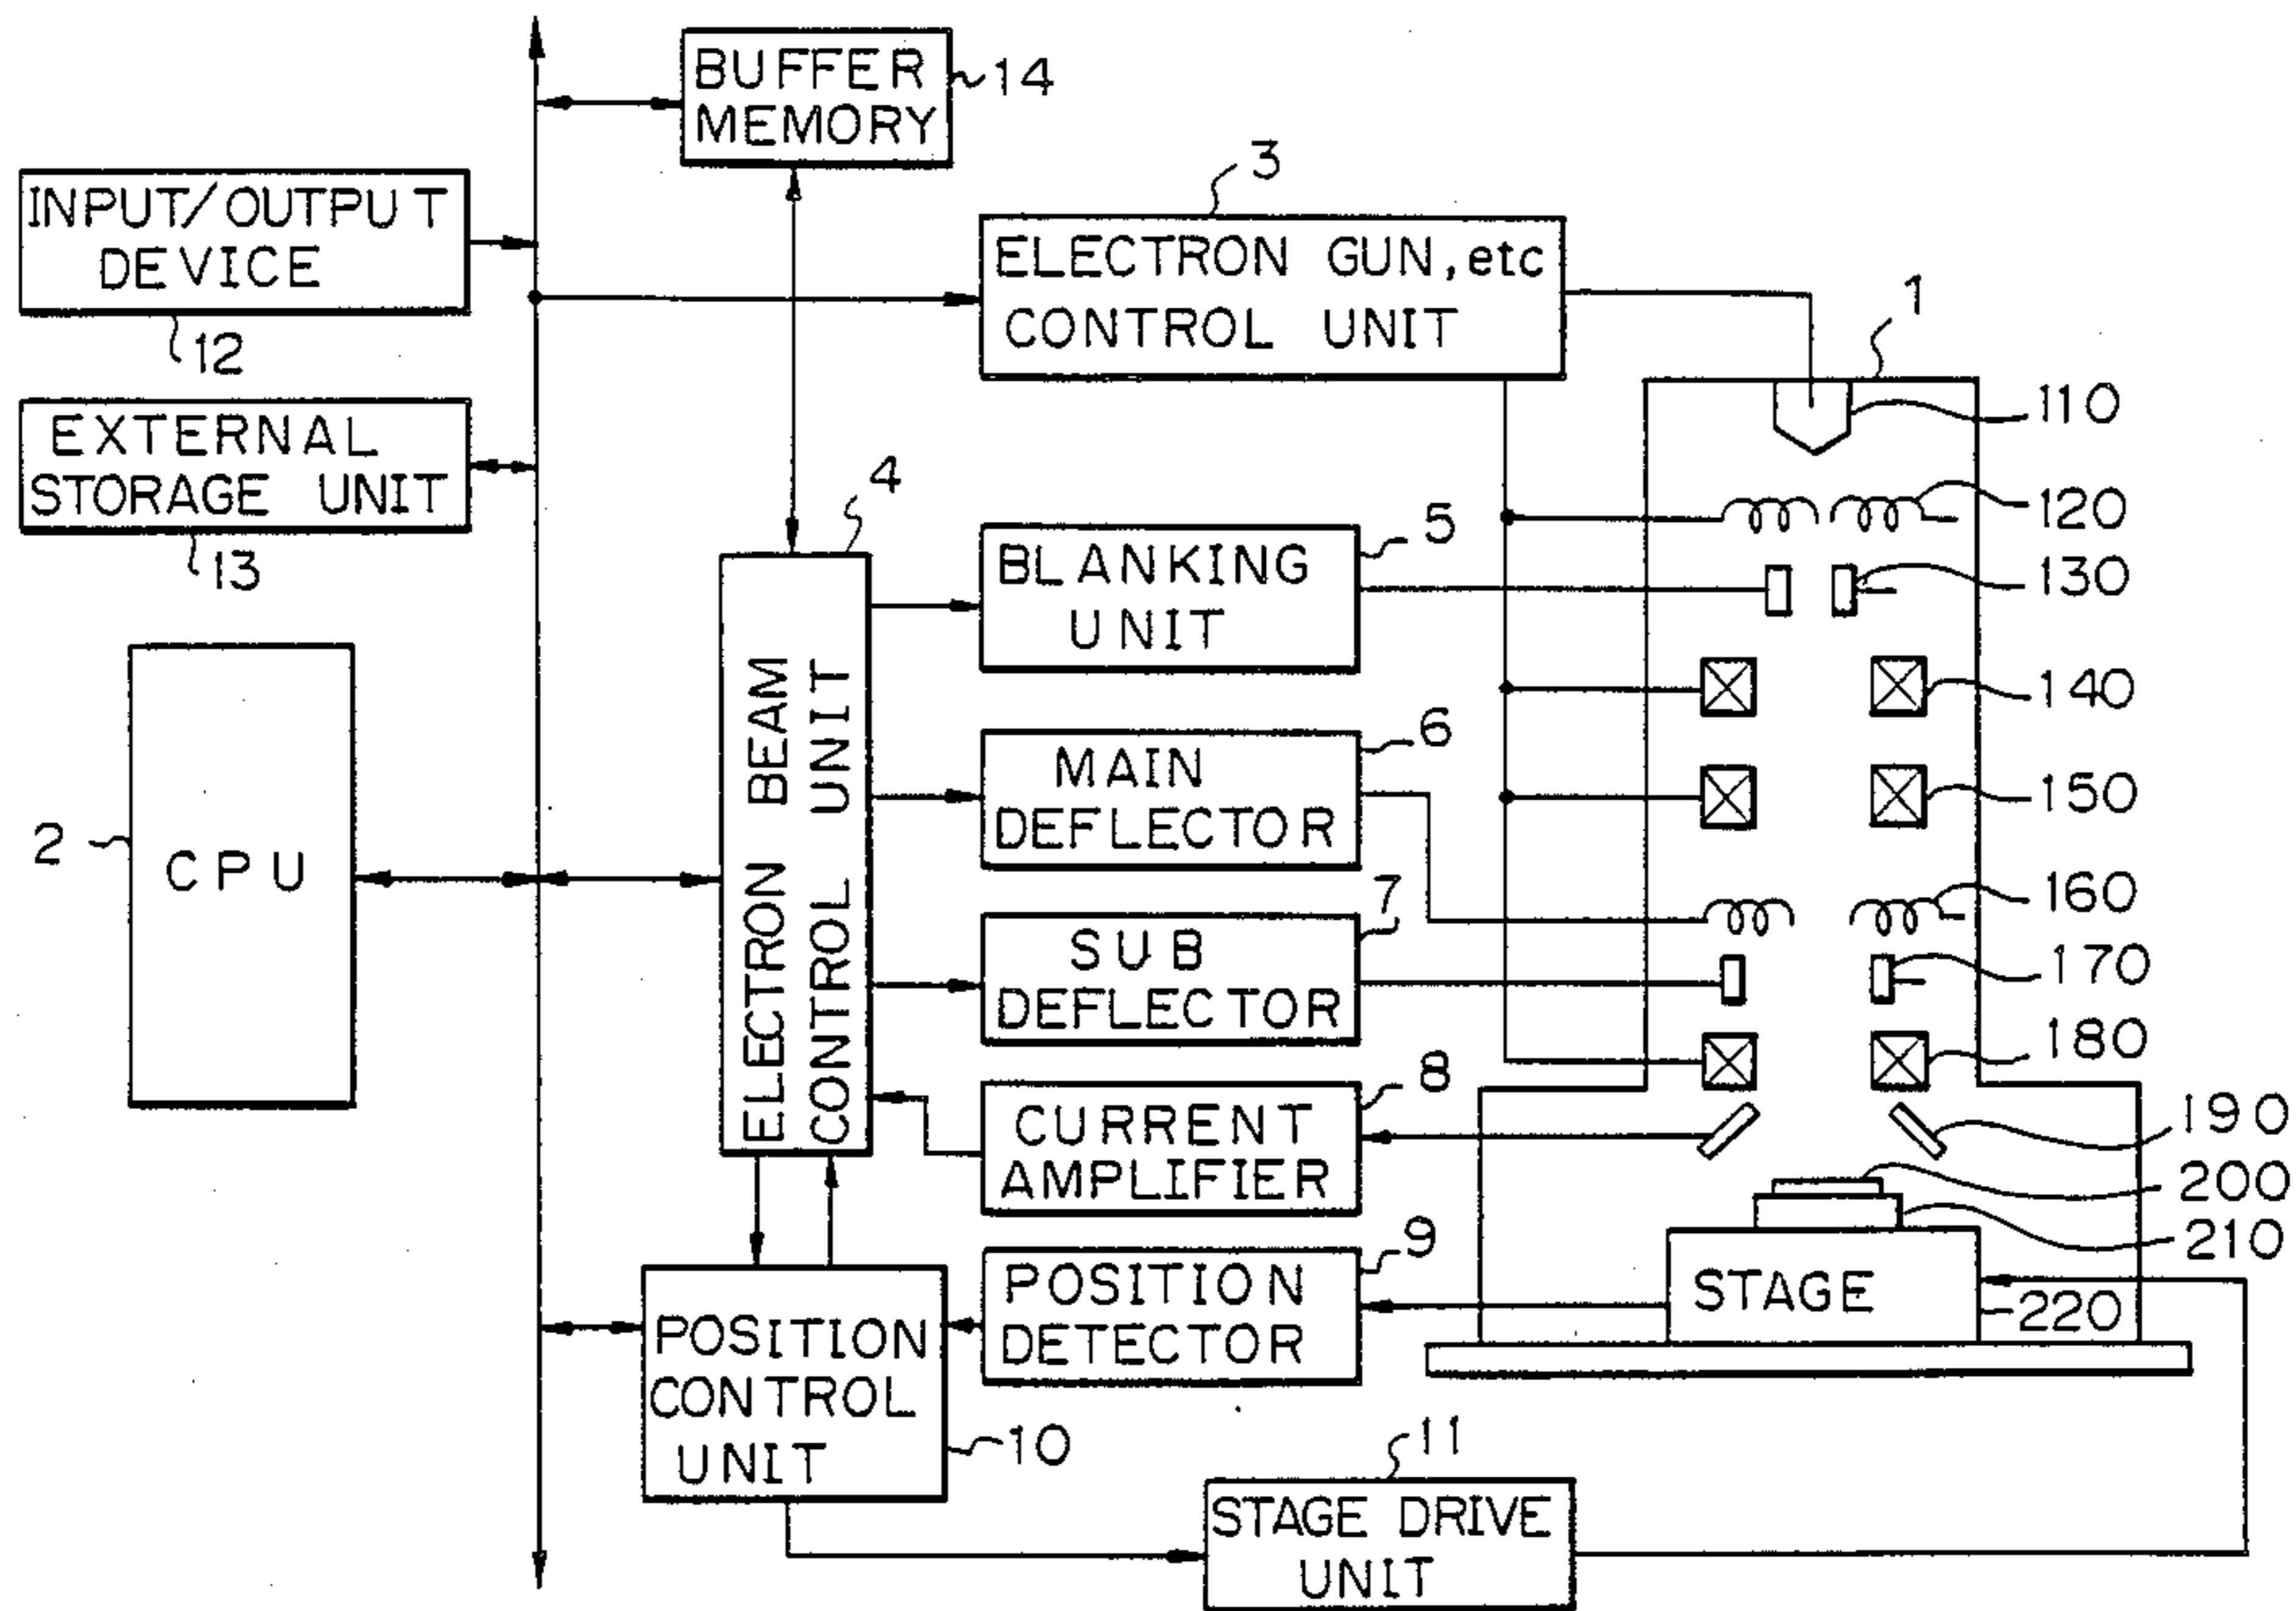 BUFFER
MEMORY
14
INPUT/OUTPUT
DEVICE
12
3
ELECTRON GUN, etc
CONTROL UNIT
1
110
EXTERNAL
STORAGE UNIT
13
4
120
5
BLANKING
UNIT
130
140
ELECTRON BEAM
CONTROL UNIT
6
MAIN
DEFLECTOR
150
2
CPU
7
160
SUB
DEFLECTOR
170
180
8
CURRENT
AMPLIFIER
190
200
210
9
POSITION
DETECTOR
STAGE
220
POSITION
CONTROL
UNIT
10
11
STAGE DRIVE
UNIT